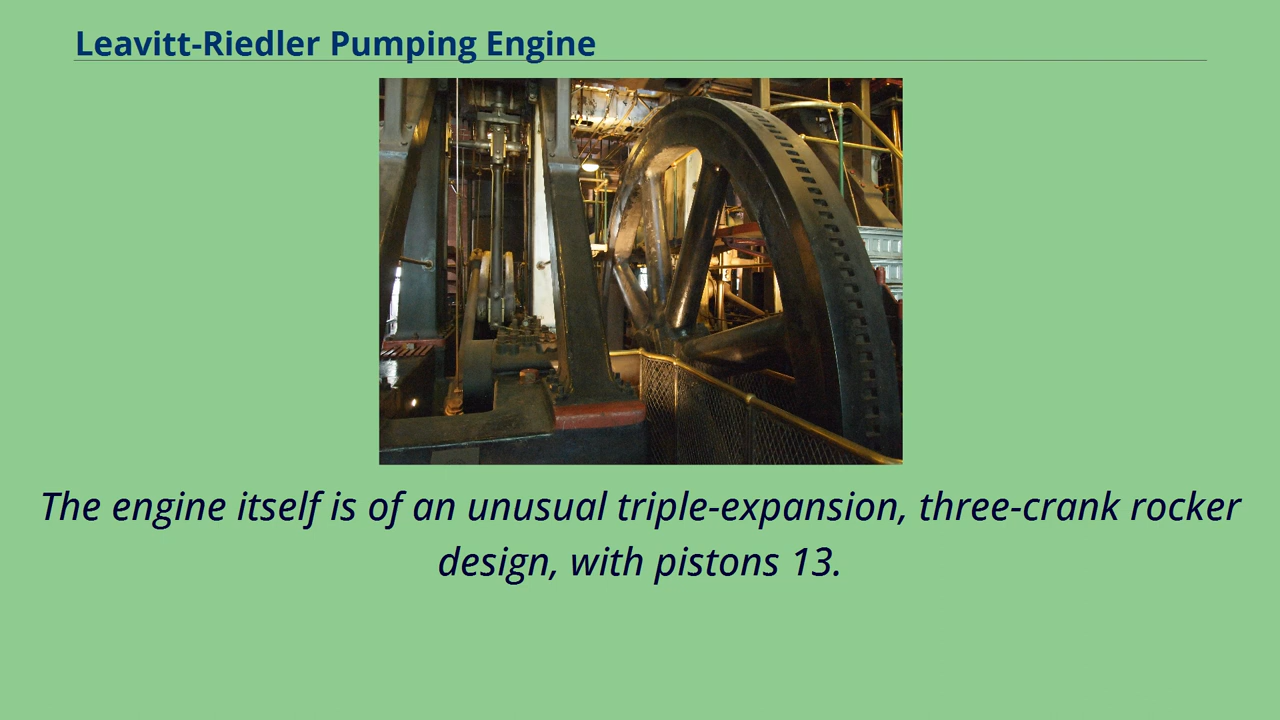 Leavitt-Riedler Pumping Engine
The engine itself is of an unusual triple-expansion, three-crank rocker
design, with pistons 13.